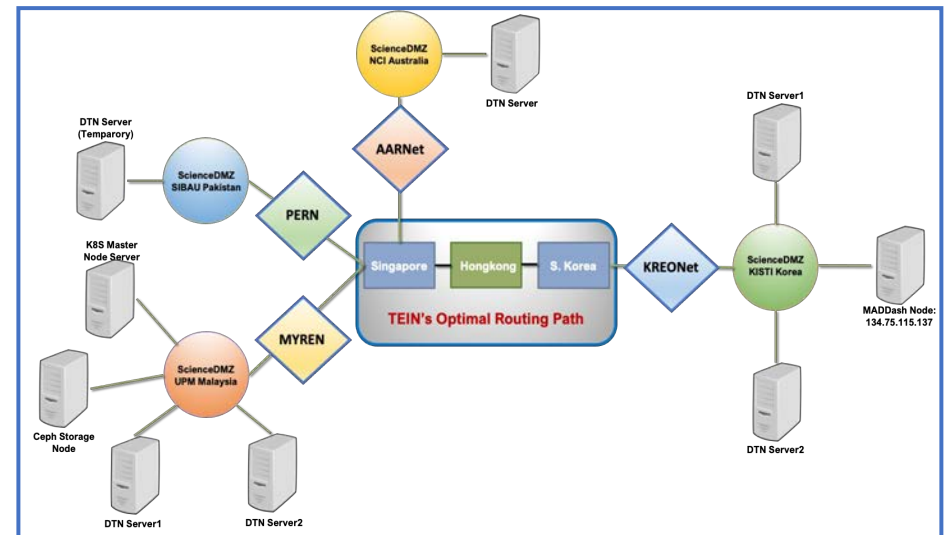 ScienceDMZ
NCI Australia
DTN Server
DTN Server1
DTN Server
(Temparory)
AARNet
ScienceDMZ
SIBAU Pakistan
PERN
K8S Master
Node Server
Singapore
Hongkong
S. Korea
KREONet
ScienceDMZ
KISTI Korea
TEIN's Optimal Routing Path
MADDash Node:
134.75.115.137
MYREN
ScienceDMZ
UPM Malaysia
Ceph Storage
Node
DTN Server2
DTN Server1
DTN Server2